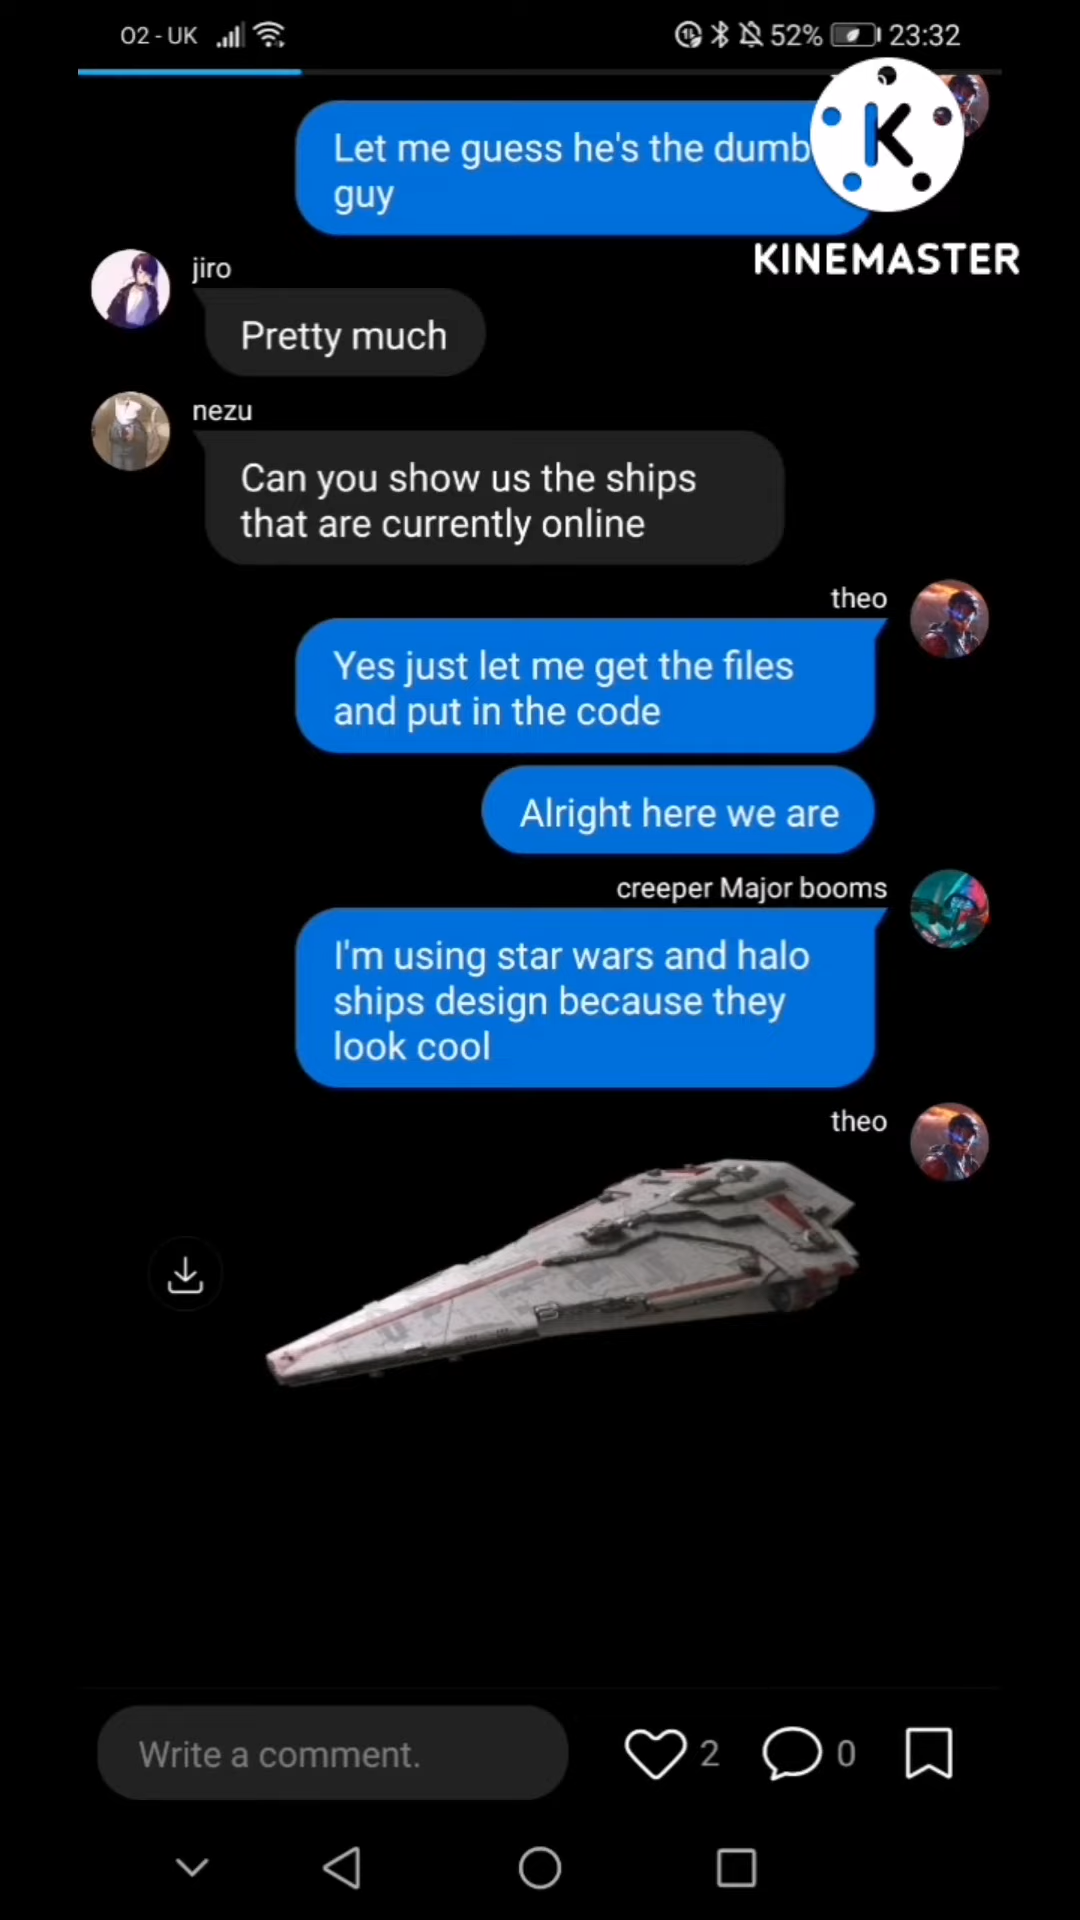 O2 - UK 52% 23:32
Let me guess he's the dumb
guy
K
KINEMASTER
jiro
Pretty much
nezu
Can you show us the ships
that are currently online
theo
Yes just let me get the files
and put in the code
Alright here we are
creeper Major booms
I'm using star wars and halo
ships design because they
look cool
theo
Write a comment.
2
0